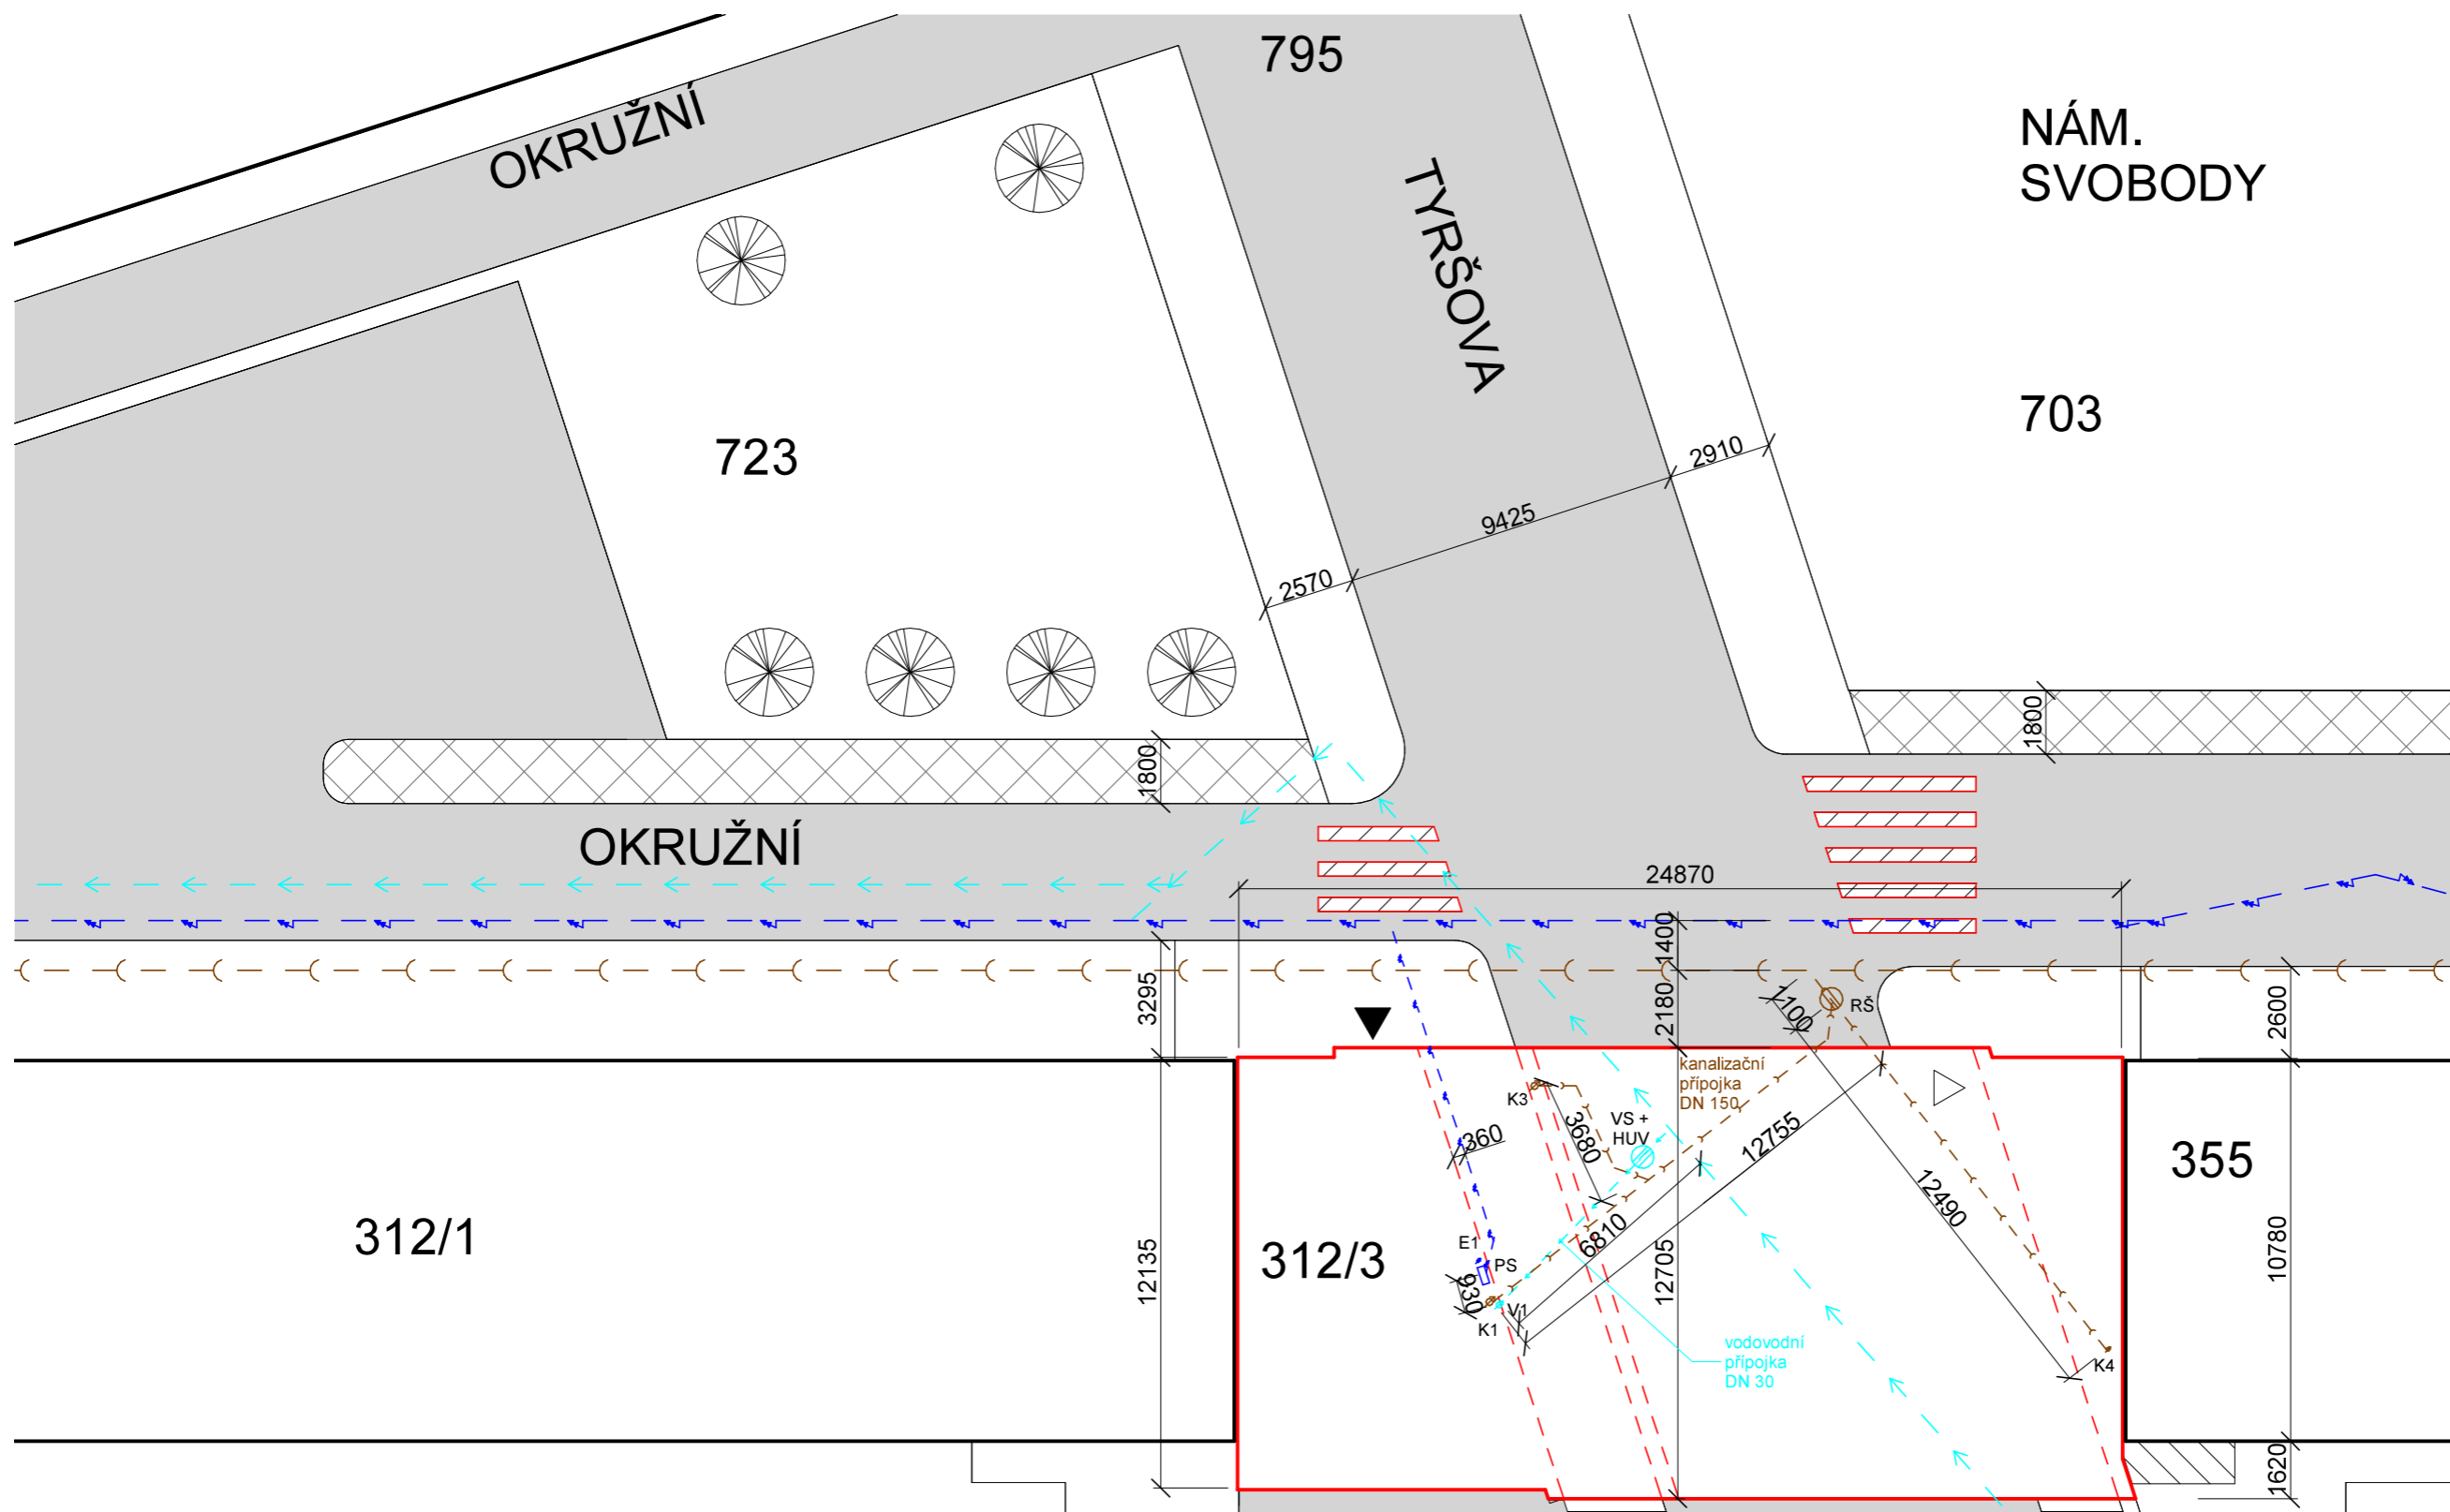 795
OKRUŽNÍ
NÁM.
SVOBODY
TYRŠOVA
723
703
2910
9425
2570
1800
1800
OKRUŽNÍ
24870
1400
3295
2180
1100
RŠ
2600
kanalizační
přípojka
DN 150
K3
VS +
HUV
360
3680
12755
355
312/1
312/3
12490
6810
E1
PS
12135
12705
10780
930
V1
K1
vodovodní
přípojka
DN 30
K4
1620